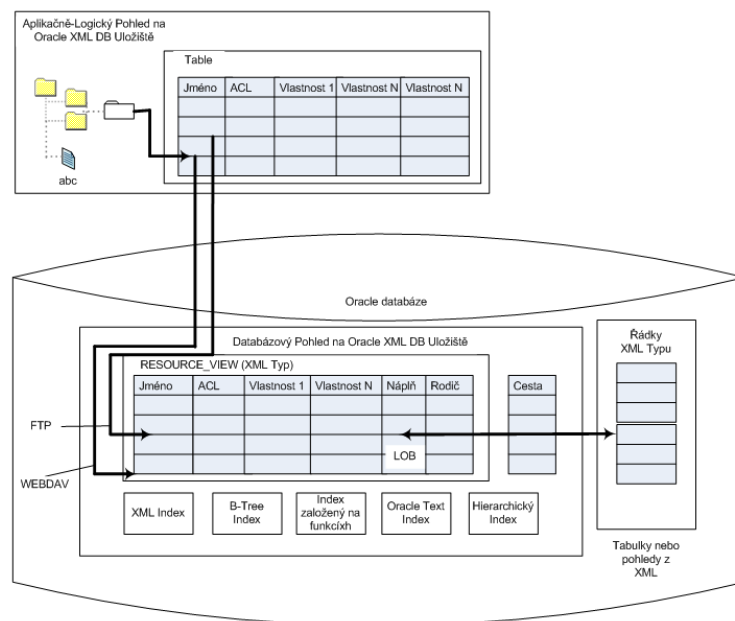 Aplikačně-Logický Pohled na
Oracle XML DB Uložiště
Table
Jméno ACL Vlastnost 1 Vlastnost N Vlastnost N
abc
Oracle databáze
Databázový Pohled na Oracle XML DB Uložiště
RESOURCE_VIEW (XML Typ)
Jméno ACL Vlastnost 1 Vlastnost N Náplň Rodič
Cesta
Řádky
XML Typu
FTP
LOB
WEBDAV
XML Index
B-Tree
Index
Index
založený na
funkcíxh
Oracle Text
Index
Hierarchický
Index
Tabulky nebo
pohledy z
XML